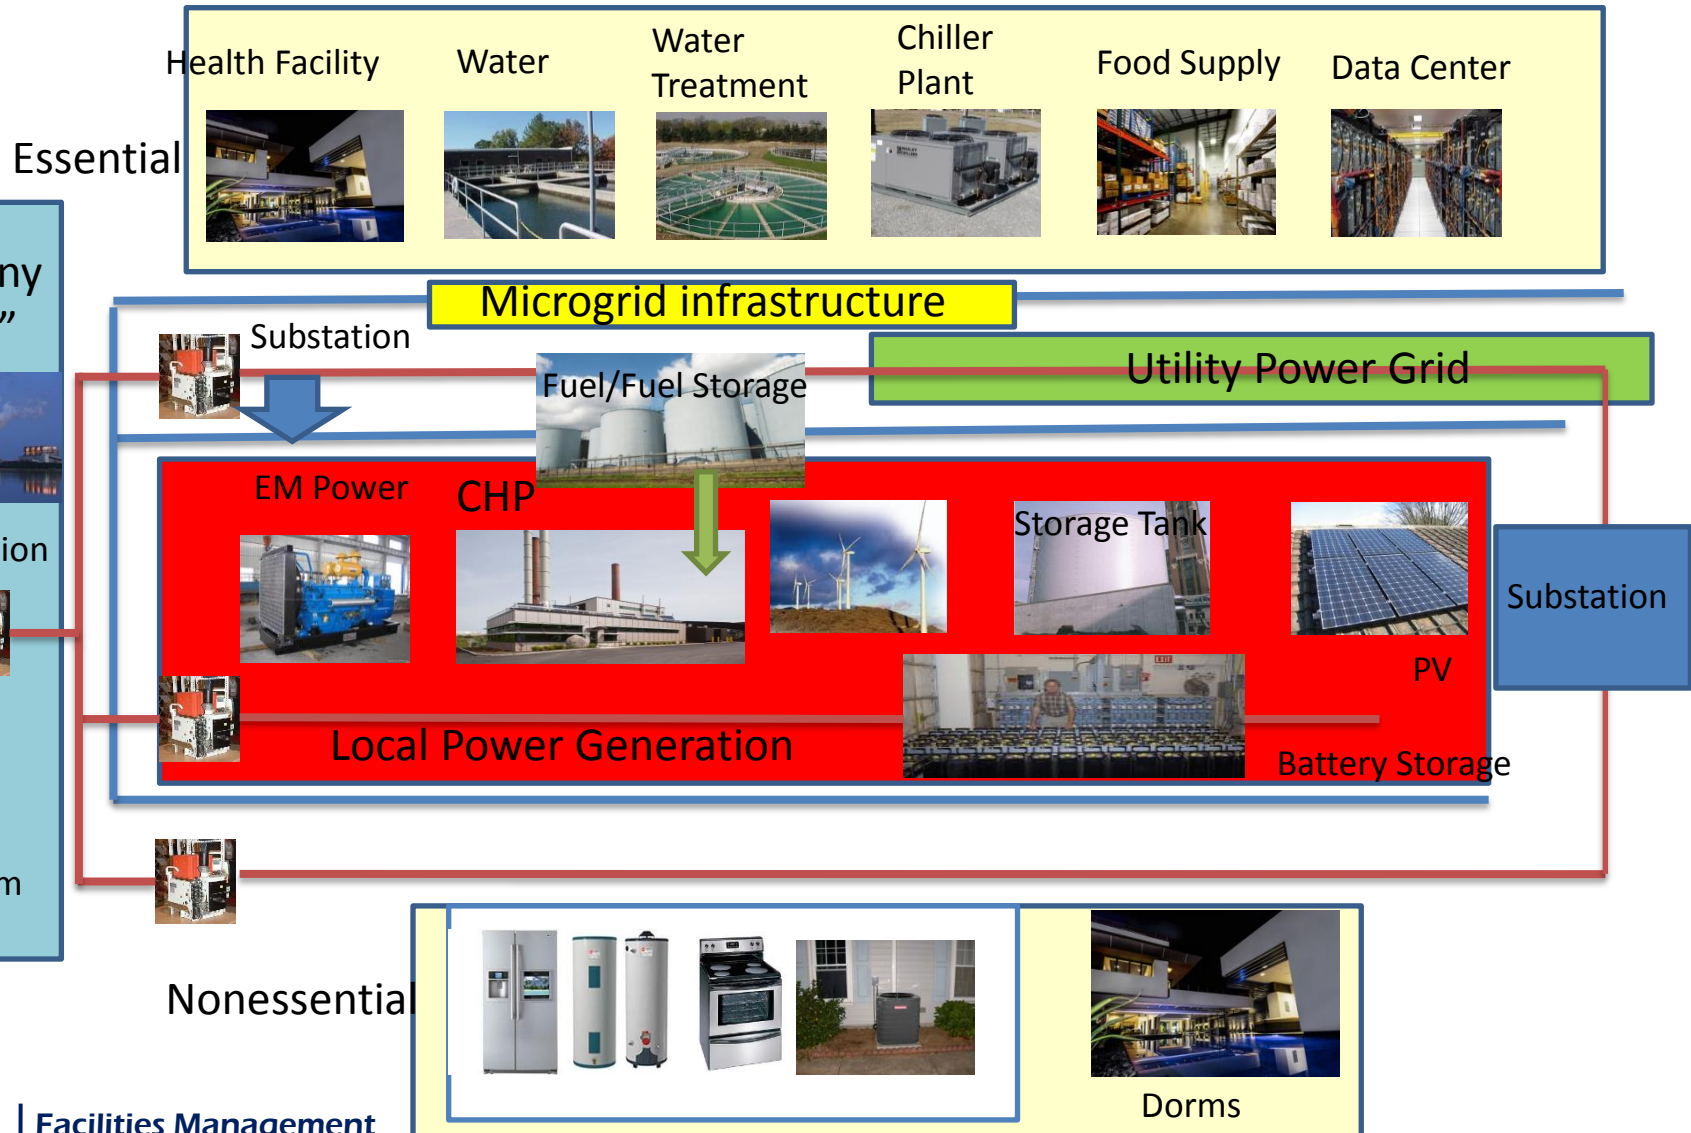 Health Facility
Water
Water
Treatment
Chiller
Plant
Food Supply
Data Center
Essential
ny
”
Microgrid infrastructure
Substation
Utility Power Grid
Fuel/Fuel Storage
EM Power
CHP
Storage Tank
ion
Substation
PV
Local Power Generation
Battery Storage
m
Nonessential
Dorms
Facilities Management